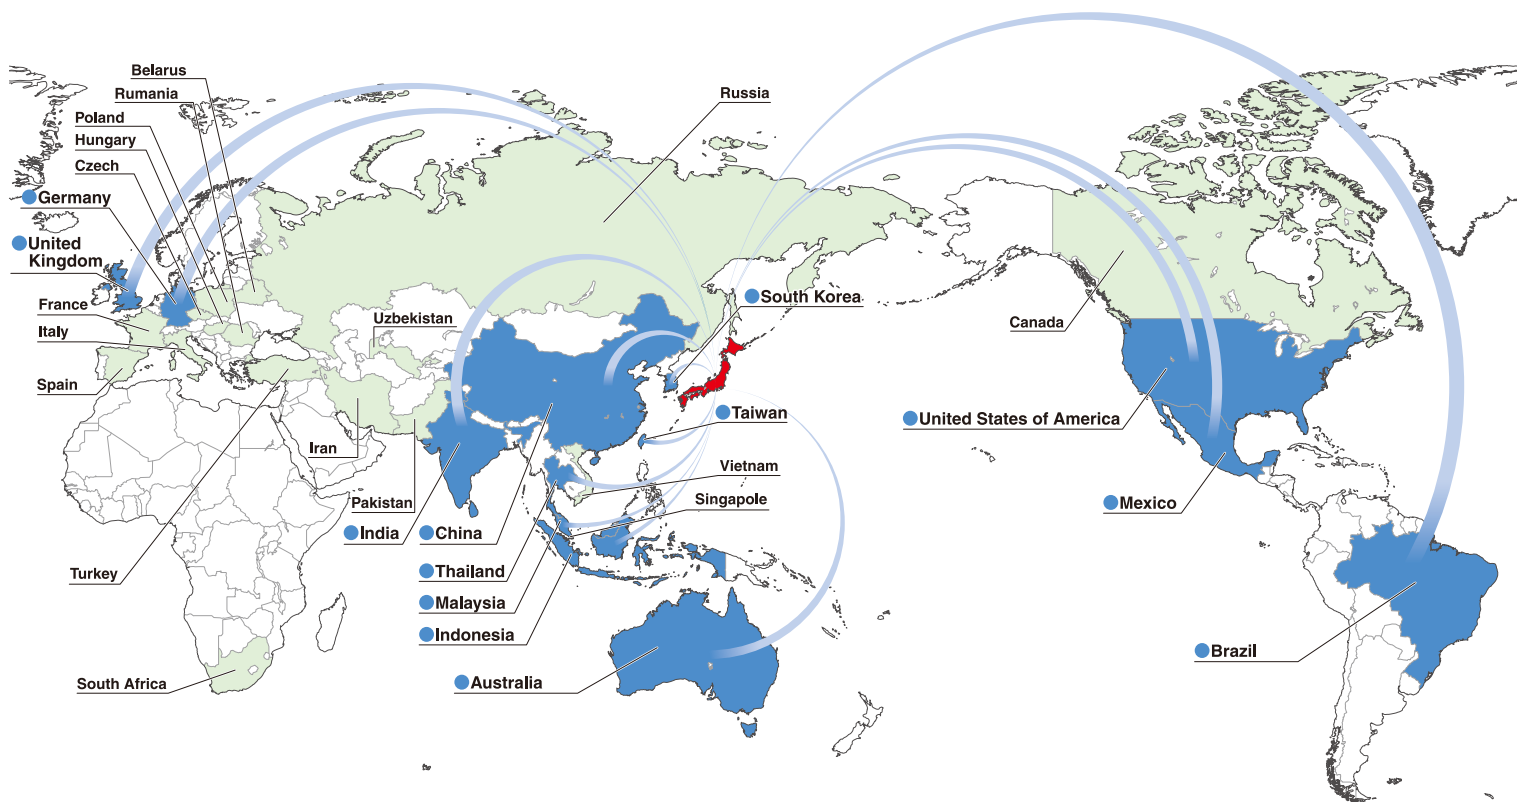 Belarus
Rumania
Poland
Hungary
Czech
Germany
United
Kingdom
France
Italy
Spain
Turkey
South Africa
Iran
Pakistan
Uzbekistan
Russia
South Korea
Taiwan
Vietnam
Singapole
India
China
Thailand
Malaysia
Indonesia
Australia
Canada
United States of America
Mexico
Brazil